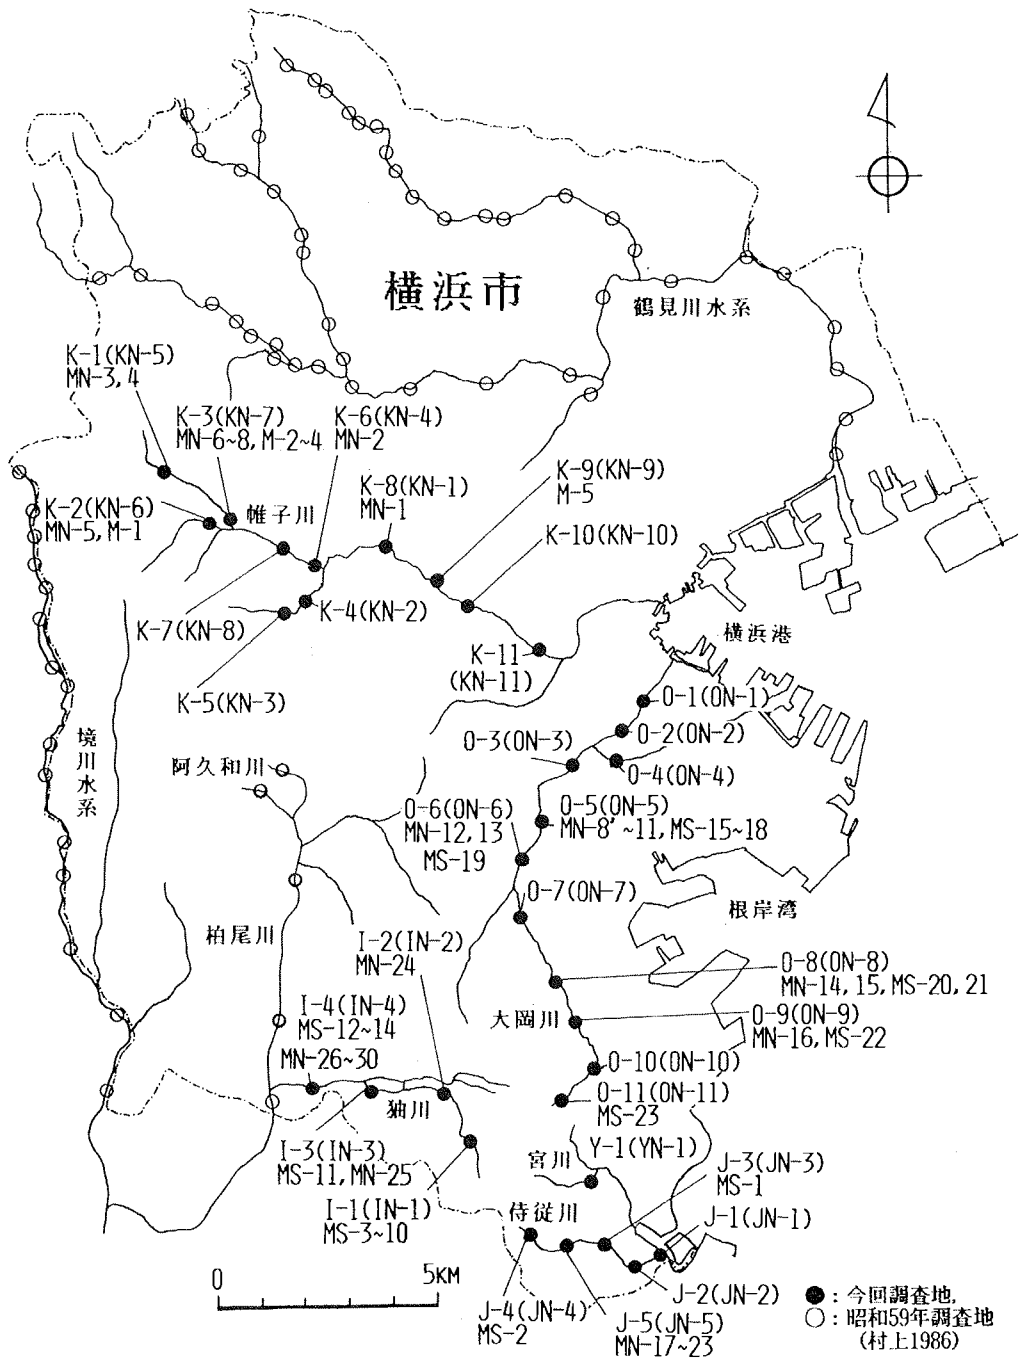 横浜市
鶴見川水系
K-1(KN-5)
MN-3,4
K-3(KN-7)
MN-6~8, M-2~4
K-6(KN-4)
MN-2
K-8(KN-1)
MN-1
K-9(KN-9)
M-5
K-2(KN-6)
MN-5, M-1
帷子川
K-10(KN-10)
K-7(KN-8)
K-4(KN-2)
K-5(KN-3)
K-11
(KN-11)
横浜港
O-1(ON-1)
O-2(ON-2)
O-3(ON-3)
O-4(ON-4)
境川水系
阿久和川
O-6(ON-6)
MN-12,13
MS-19
O-5(ON-5)
MN-8'~11, MS-15~18
O-7(ON-7)
根岸湾
柏尾川
I-2(IN-2)
MN-24
O-8(ON-8)
MN-14,15, MS-20,21
I-4(IN-4)
MS-12~14
MN-26~30
大岡川
O-9(ON-9)
MN-16, MS-22
O-10(ON-10)
O-11(ON-11)
MS-23
㹨川
I-3(IN-3)
MS-11, MN-25
I-1(IN-1)
MS-3~10
宮川
Y-1(YN-1)
J-3(JN-3)
MS-1
侍従川
J-1(JN-1)
J-2(JN-2)
J-4(JN-4)
MS-2
J-5(JN-5)
MN-17~23
0
5KM
●：今回調査地,
○：昭和59年調査地
(村上1986)